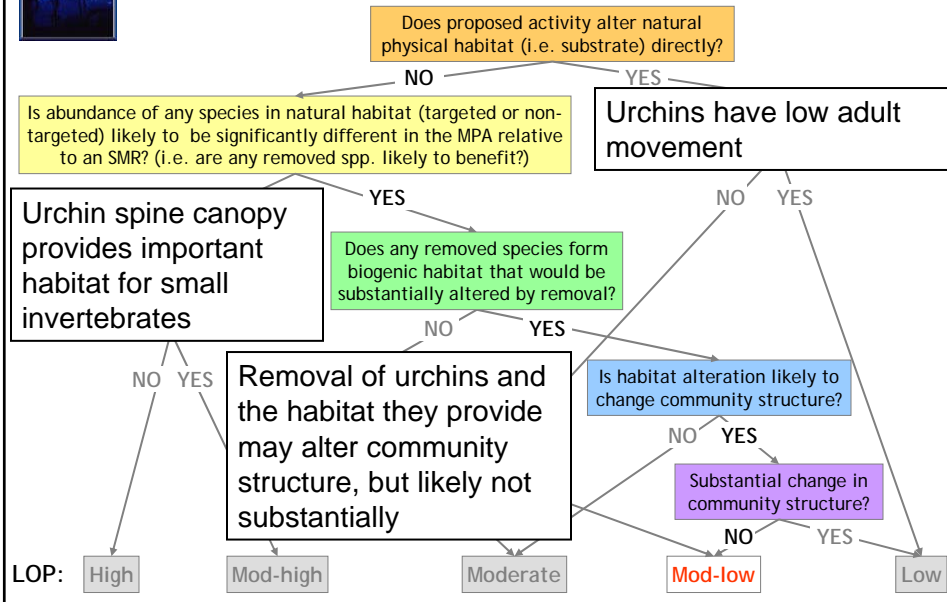 Does proposed activity alter natural
physical habitat (i.e. substrate) directly?
NO
YES
Is abundance of any species in natural habitat (targeted or non-
targeted) likely to be significantly different in the MPA relative
to an SMR? (i.e. are any removed spp. likely to benefit?)
Urchins have low adult
movement
YES
NO
YES
Urchin spine canopy
provides important
habitat for small
invertebrates
Does any removed species form
biogenic habitat that would be
substantially altered by removal?
NO
YES
NO
YES
Removal of urchins and
the habitat they provide
may alter community
structure, but likely not
substantially
Is habitat alteration likely to
change community structure?
NO
YES
Substantial change in
community structure?
NO
YES
LOP:
High
Mod-high
Moderate
Mod-low
Low